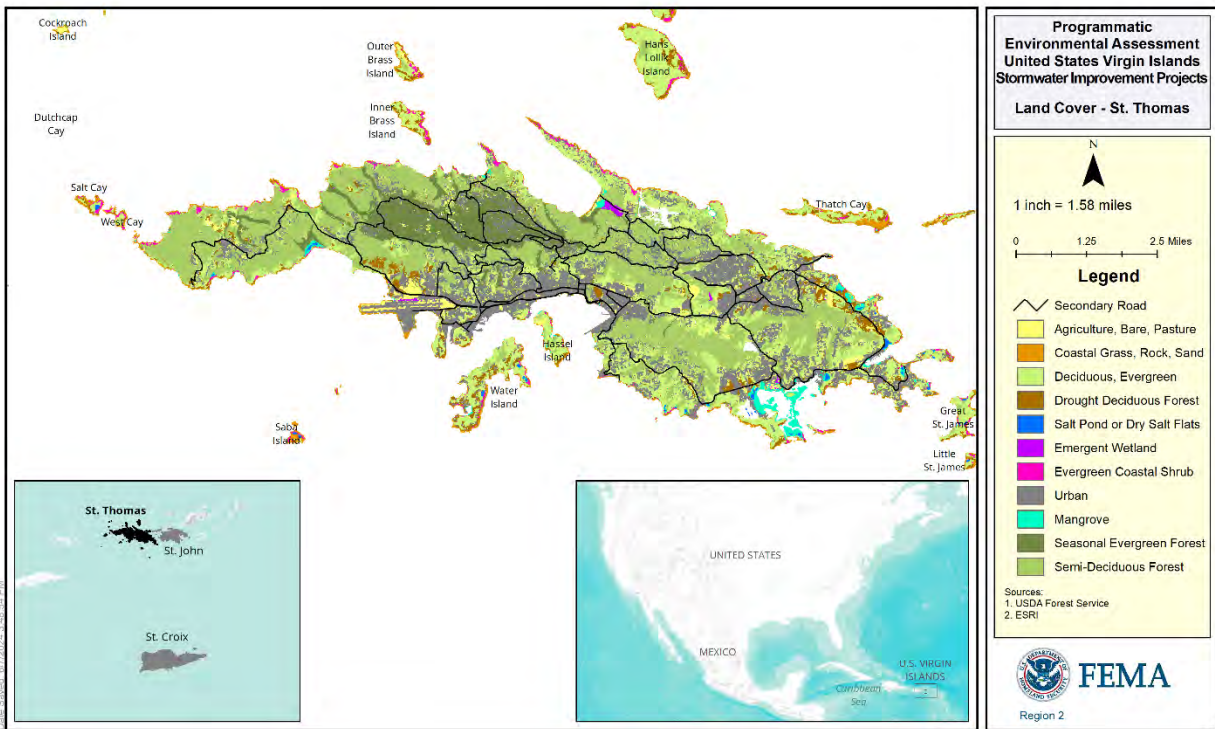 Cockroach
Island
Outer
Brass
Island
Hans
Lollik
Island
Dutchcap
Cay
Inner
Brass
Island
Salt Cay
West Cay
Thatch Cay
Hassel
Island
Water
Island
Saba
Island
Great
St. James
Little
St. James
St. Thomas
St. John
St. Croix
UNITED STATES
MEXICO
U.S. VIRGIN
ISLANDS
Caribbean
Sea
Programmatic
Environmental Assessment
United States Virgin Islands
Stormwater Improvement Projects
Land Cover - St. Thomas
N
1 inch = 1.58 miles
0 1.25 2.5 Miles
Legend
Secondary Road
Agriculture, Bare, Pasture
Coastal Grass, Rock, Sand
Deciduous, Evergreen
Drought Deciduous Forest
Salt Pond or Dry Salt Flats
Emergent Wetland
Evergreen Coastal Shrub
Urban
Mangrove
Seasonal Evergreen Forest
Semi-Deciduous Forest
Sources:
1. USDA Forest Service
2. ESRI
FEMA
Region 2